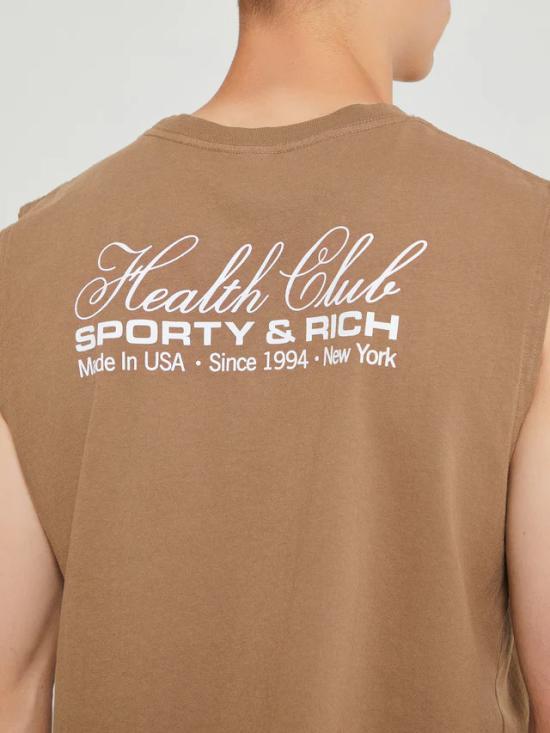 Health Club
SPORTY & RICH
Made In USA • Since 1994 • New York